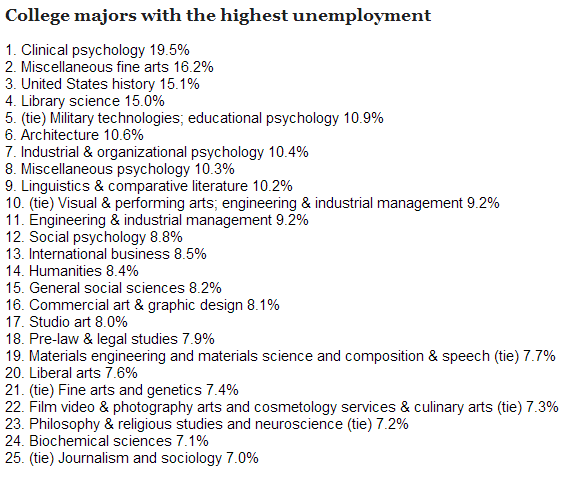 College majors with the highest unemployment
1. Clinical psychology 19.5%
2. Miscellaneous fine arts 16.2%
3. United States history 15.1%
4. Library science 15.0%
5. (tie) Military technologies; educational psychology 10.9%
6. Architecture 10.6%
7. Industrial & organizational psychology 10.4%
8. Miscellaneous psychology 10.3%
9. Linguistics & comparative literature 10.2%
10. (tie) Visual & performing arts; engineering & industrial management 9.2%
11. Engineering & industrial management 9.2%
12. Social psychology 8.8%
13. International business 8.5%
14. Humanities 8.4%
15. General social sciences 8.2%
16. Commercial art & graphic design 8.1%
17. Studio art 8.0%
18. Pre-law & legal studies 7.9%
19. Materials engineering and materials science and composition & speech (tie) 7.7%
20. Liberal arts 7.6%
21. (tie) Fine arts and genetics 7.4%
22. Film video & photography arts and cosmetology services & culinary arts (tie) 7.3%
23. Philosophy & religious studies and neuroscience (tie) 7.2%
24. Biochemical sciences 7.1%
25. (tie) Journalism and sociology 7.0%